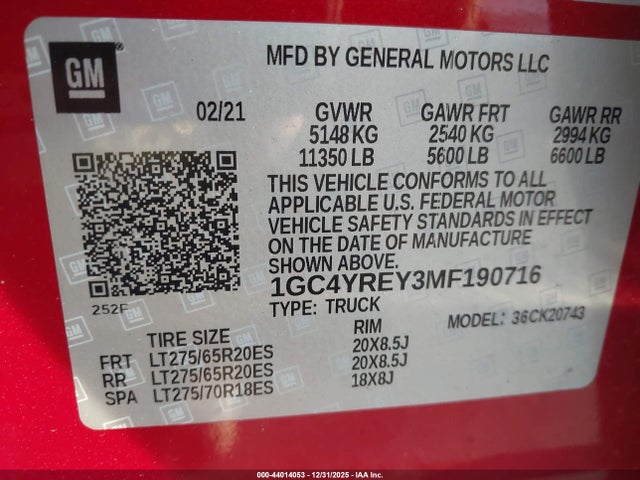 GM
MFD BY GENERAL MOTORS LLC
02/21 GVWR GAWR FRT GAWR RR
5148 KG 2540 KG 2994 KG
11350 LB 5600 LB 6600 LB
THIS VEHICLE CONFORMS TO ALL
APPLICABLE U.S. FEDERAL MOTOR
VEHICLE SAFETY STANDARDS IN EFFECT
ON THE DATE OF MANUFACTURE
SHOWN ABOVE.
1GC4YREY3MF190716
252F
TYPE: TRUCK MODEL: 36CK20743
TIRE SIZE RIM
FRT LT275/65R20ES 20X8.5J
RR LT275/65R20ES 20X8.5J
SPA LT275/70R18ES 18X8J
000-44014053 12/31/2025 IAA Inc.